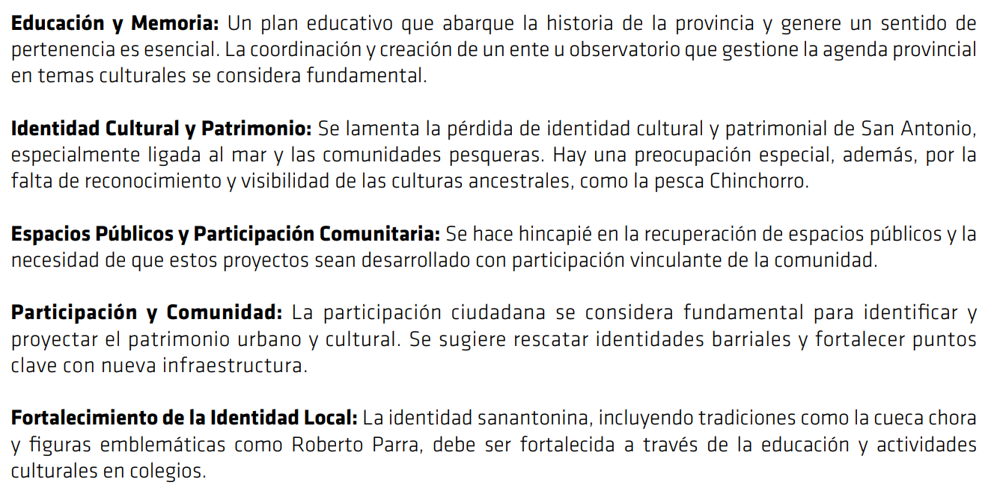 Educación y Memoria: Un plan educativo que abarque la historia de la provincia y genere un sentido de
pertenencia es esencial. La coordinación y creación de un ente u observatorio que gestione la agenda provincial
en temas culturales se considera fundamental.
Identidad Cultural y Patrimonio: Se lamenta la pérdida de identidad cultural y patrimonial de San Antonio,
especialmente ligada al mar y las comunidades pesqueras. Hay una preocupación especial, además, por la
falta de reconocimiento y visibilidad de las culturas ancestrales, como la pesca Chinchorro.
Espacios Públicos y Participación Comunitaria: Se hace hincapié en la recuperación de espacios públicos y la
necesidad de que estos proyectos sean desarrollado con participación vinculante de la comunidad.
Participación y Comunidad: La participación ciudadana se considera fundamental para identificar y
proyectar el patrimonio urbano y cultural. Se sugiere rescatar identidades barriales y fortalecer puntos
clave con nueva infraestructura.
Fortalecimiento de la Identidad Local: La identidad sanantonina, incluyendo tradiciones como la cueca chora
y figuras emblemáticas como Roberto Parra, debe ser fortalecida a través de la educación y actividades
culturales en colegios.